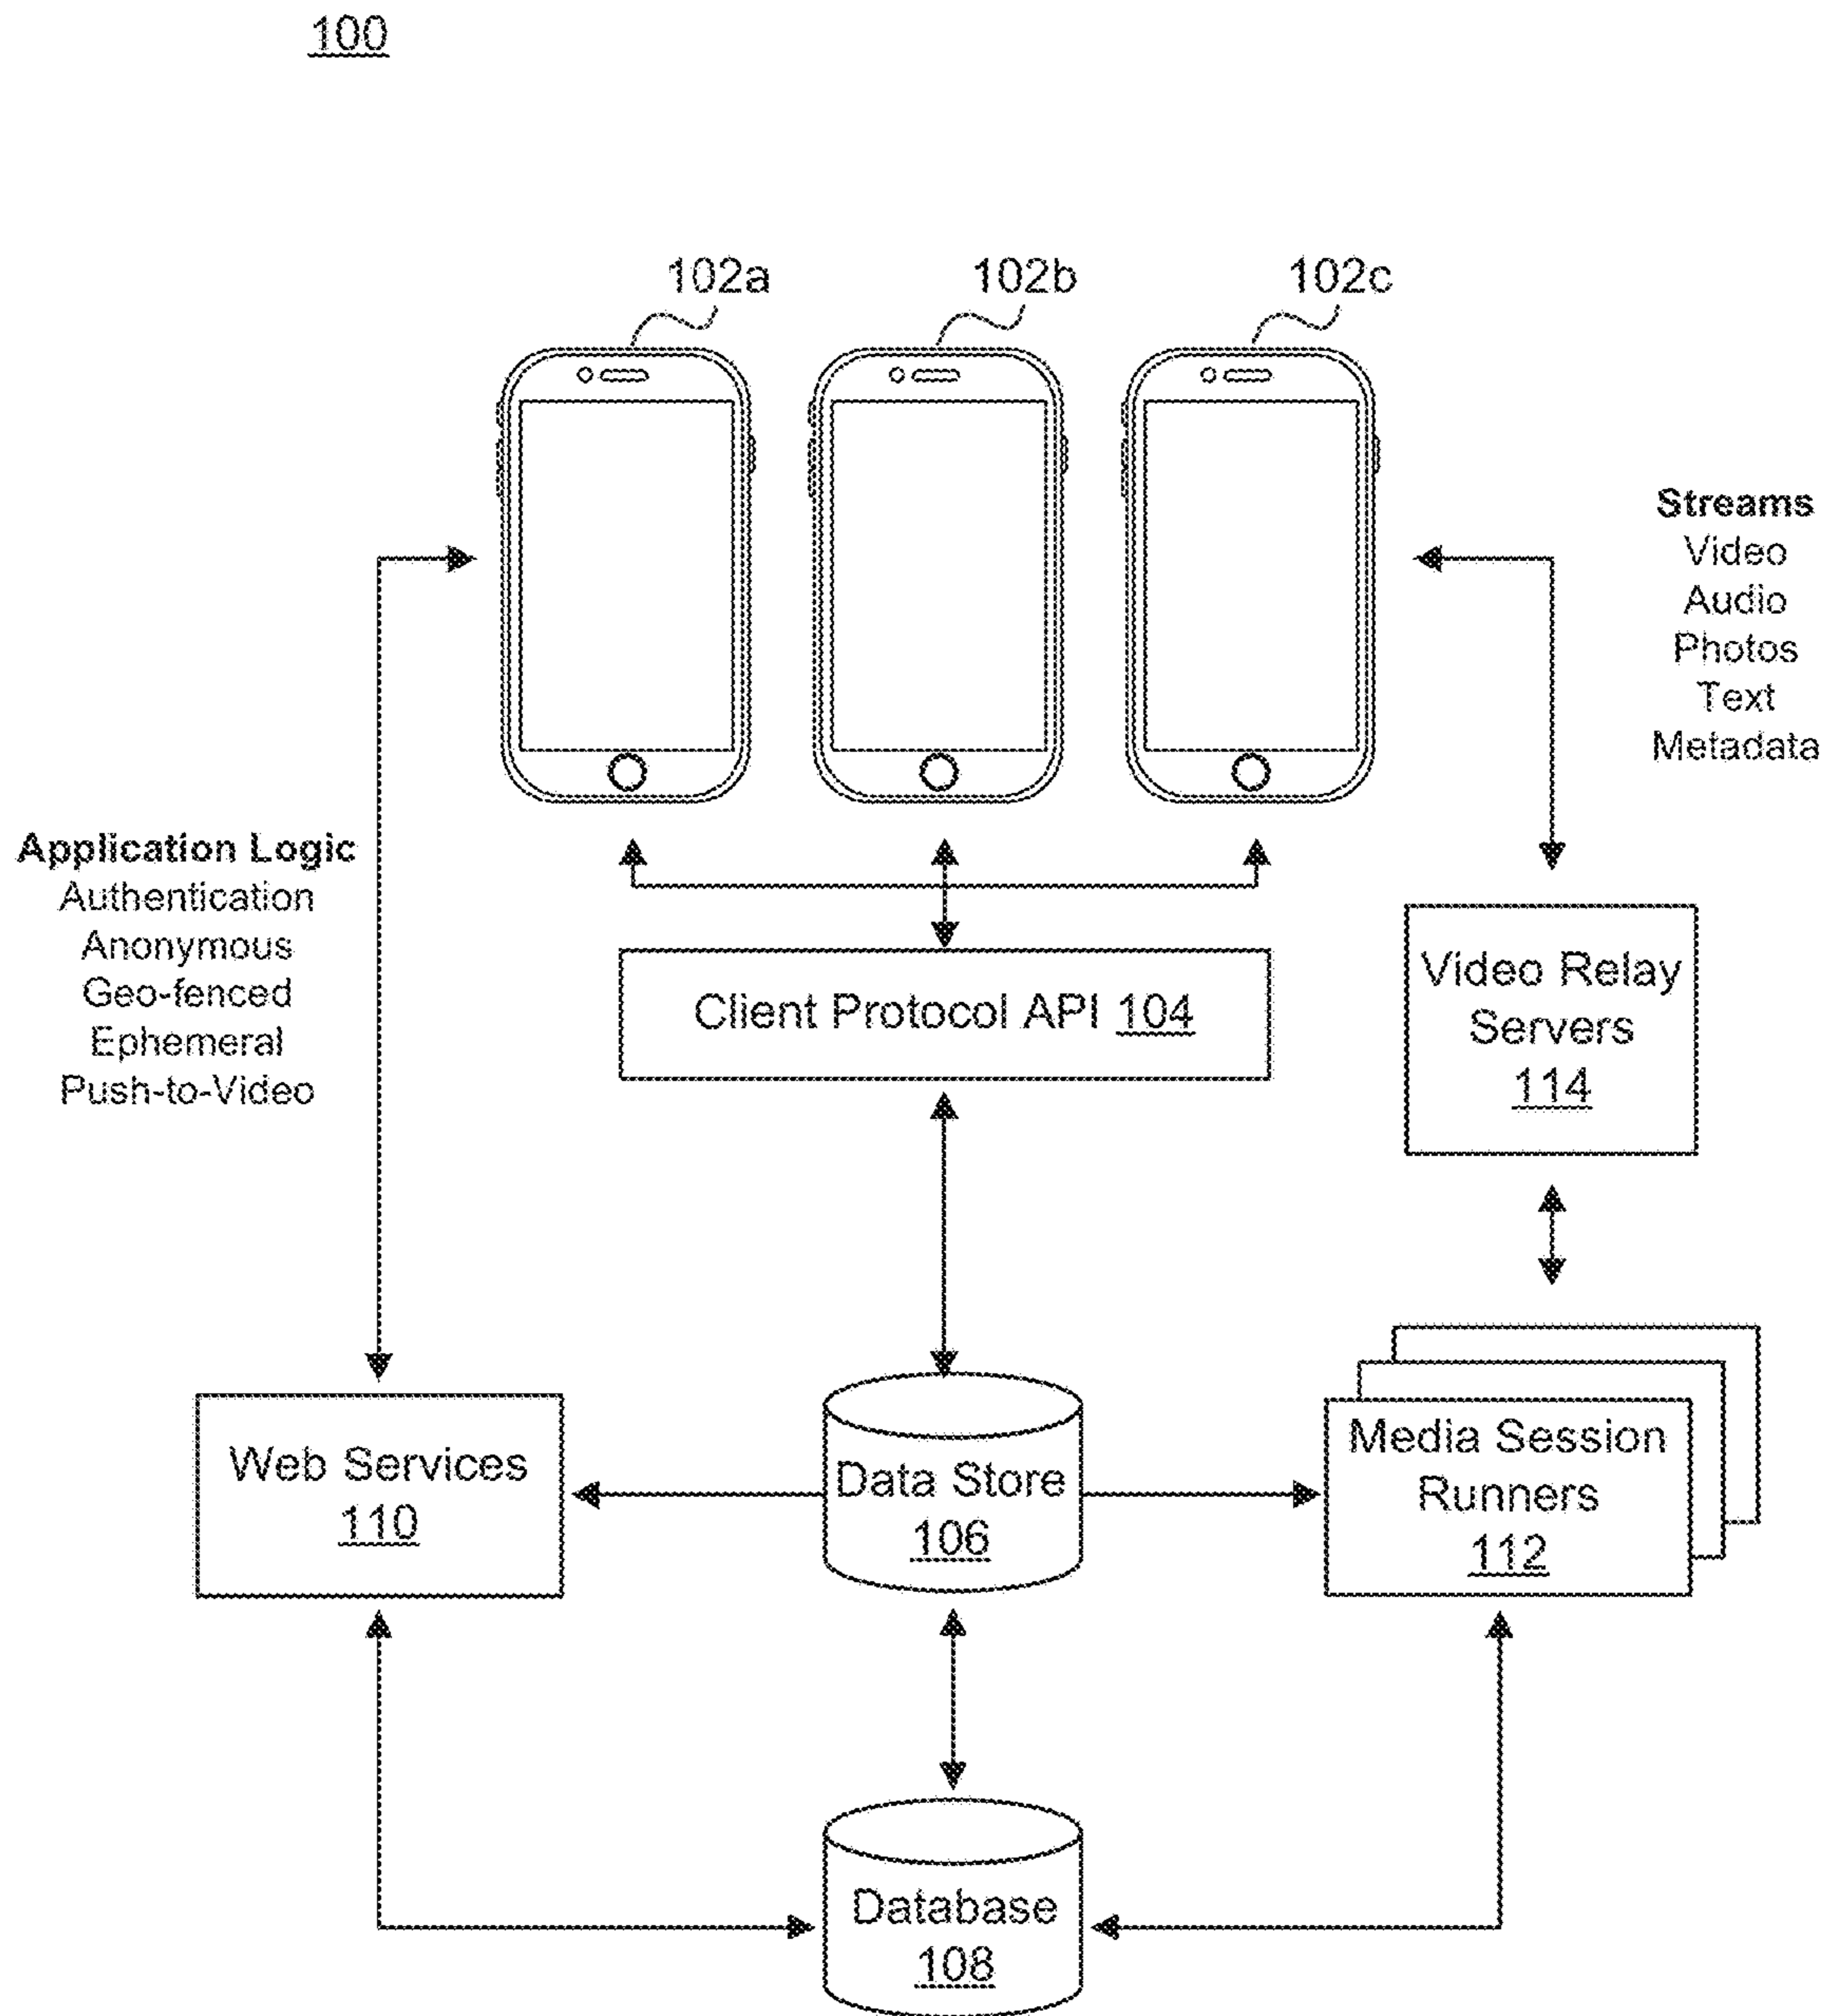 100
102a
102b
102c
Streams
Video
Audio
Photos
Text
Metadata
Application Logic
Authentication
Anonymous
Geo-fenced
Ephemeral
Push-to-Video
Client Protocol API 104
Video Relay
Servers
114
Web Services
110
Data Store
106
Media Session
Runners
112
Database
108